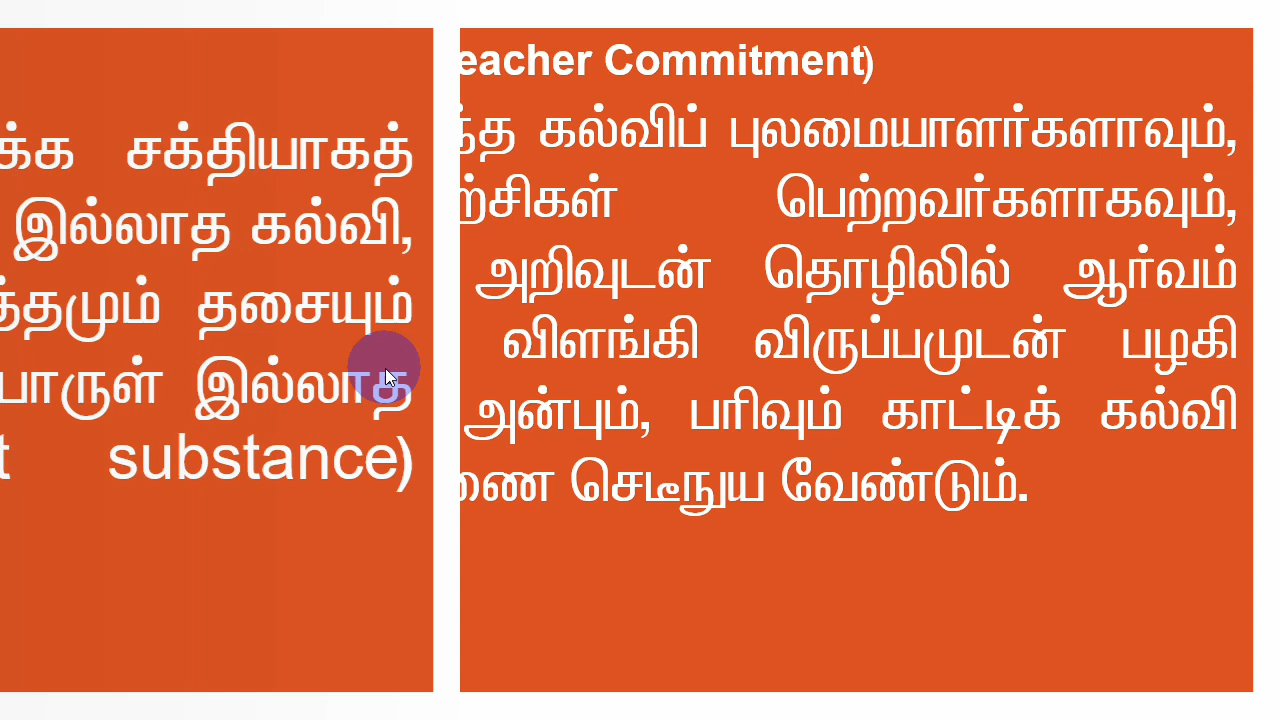 க்க சக்தியாகத்
இல்லாத கல்வி,
த்தமும் தசையும்
பாருள் இல்லாத
t substance)
eacher Commitment)
ந்த கல்விப் புலமையாளர்களாவும்,
ற்சிகள் பெற்றவர்களாகவும்,
அறிவுடன் தொழிலில் ஆர்வம்
விளங்கி விருப்பமுடன் பழகி
அன்பும், பரிவும் காட்டிக் கல்வி
ணை செடீநுய வேண்டும்.